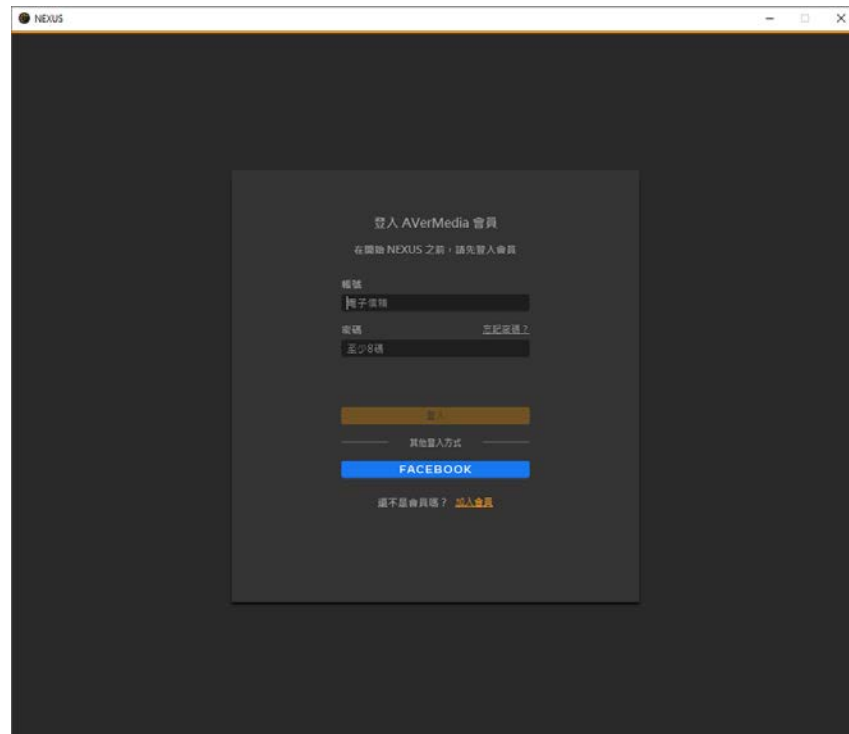 NEXUS
登入 AVerMedia 會員
在開始 NEXUS 之前，請先登入會員
帳號
電子信箱
密碼 忘記密碼？
至少8碼
登入
其他登入方式
FACEBOOK
還不是會員嗎？ 加入會員